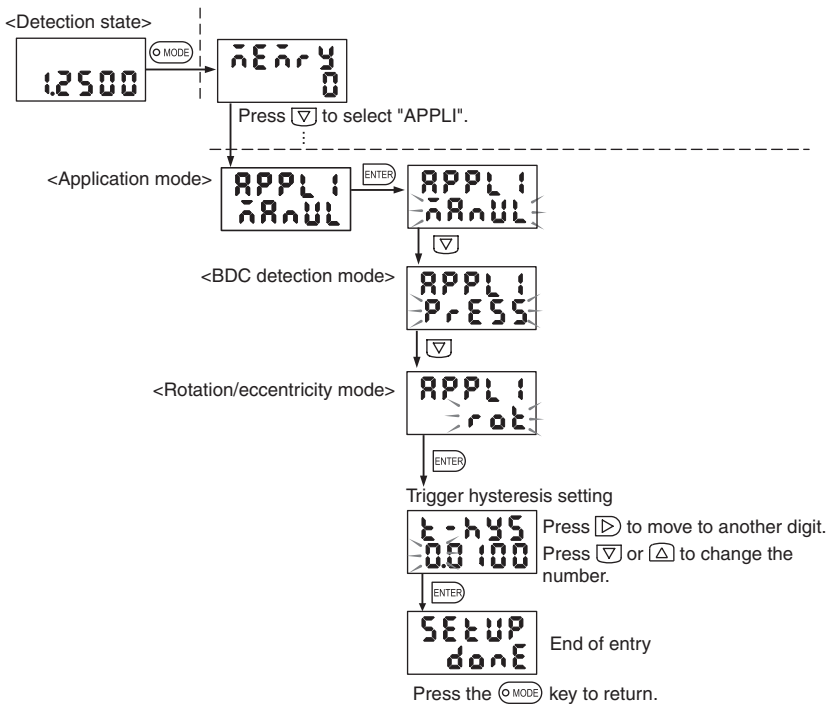 <Detection state>
MODE
1.2500
mEmry
0
Press ▽ to select "APPLI".
<Application mode>
APPLI
mAnUL
ENTER
APPLI
mAnUL
<BDC detection mode>
APPLI
PrESS
<Rotation/eccentricity mode>
APPLI
rot
ENTER
Trigger hysteresis setting
t-hyS
0.0100
Press ▷ to move to another digit.
Press ▽ or △ to change the
number.
ENTER
SEtUP
donE
End of entry
Press the MODE key to return.